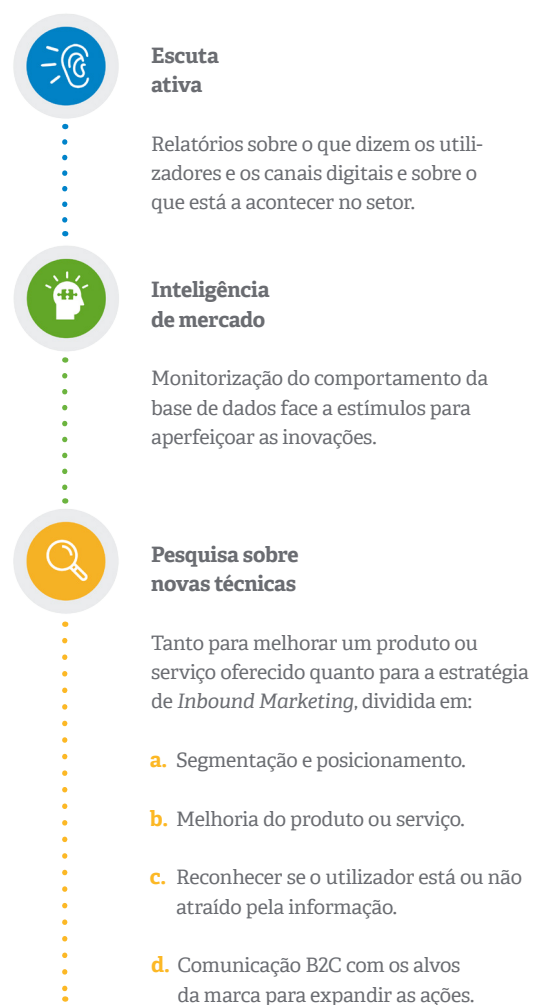 Escuta
ativa
Relatórios sobre o que dizem os utili-
zadores e os canais digitais e sobre o
que está a acontecer no setor.
Inteligência
de mercado
Monitorização do comportamento da
base de dados face a estímulos para
aperfeiçoar as inovações.
Pesquisa sobre
novas técnicas
Tanto para melhorar um produto ou
serviço oferecido quanto para a estratégia
de Inbound Marketing, dividida em:
a. Segmentação e posicionamento.
b. Melhoria do produto ou serviço.
c. Reconhecer se o utilizador está ou não
atraído pela informação.
d. Comunicação B2C com os alvos
da marca para expandir as ações.